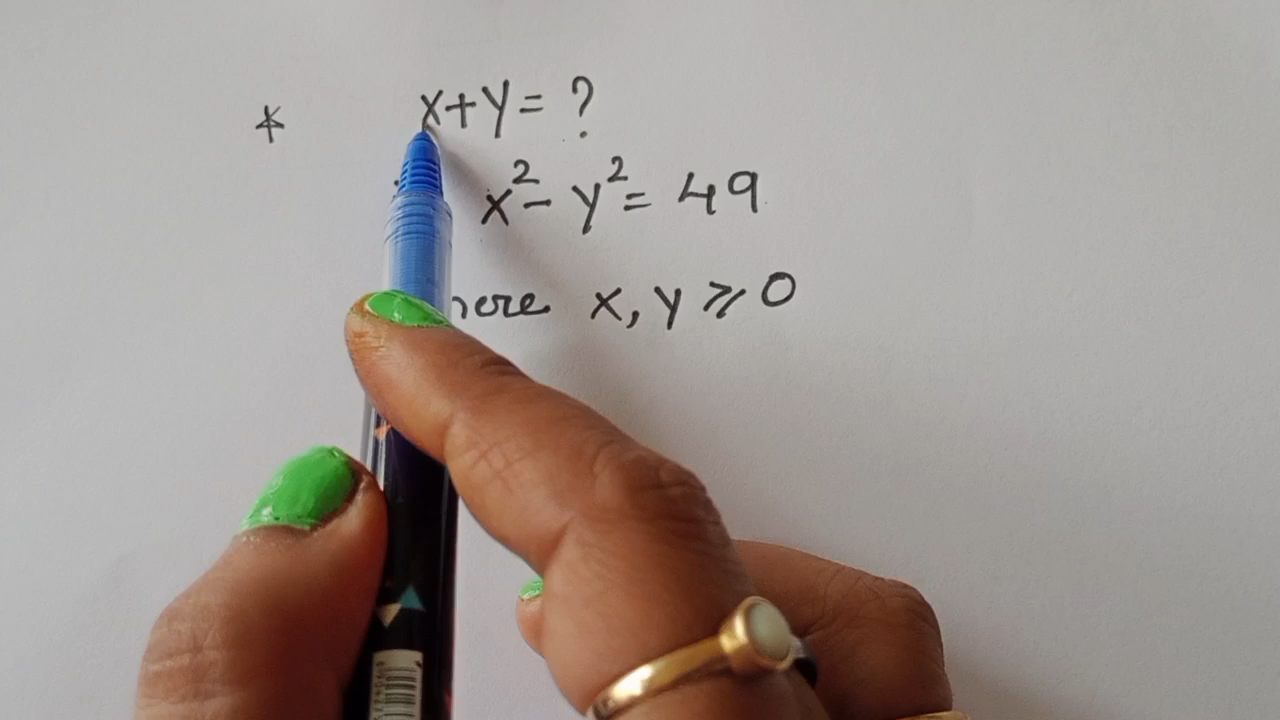 * x+y= ?
x²- y²= 49
x, y ⩾ 0